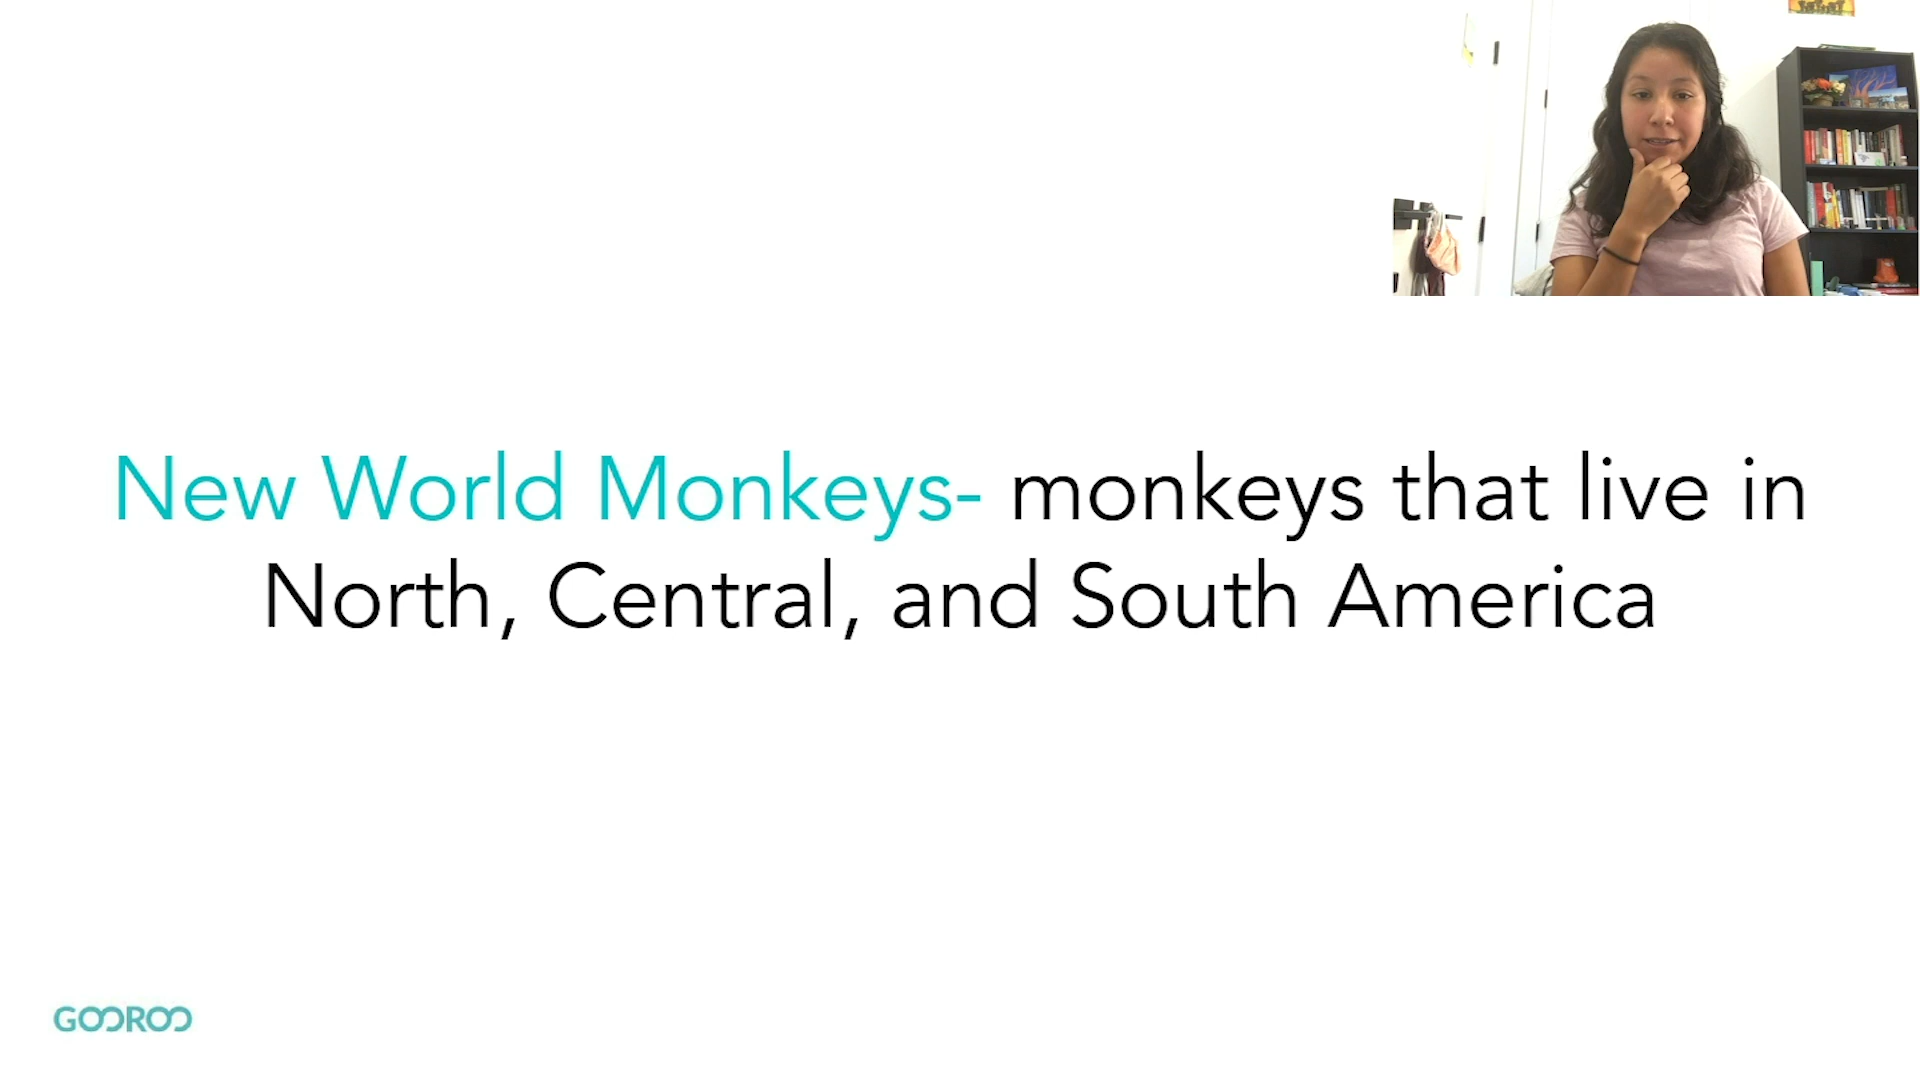 New World Monkeys- monkeys that live in
North, Central, and South America
GOOROO